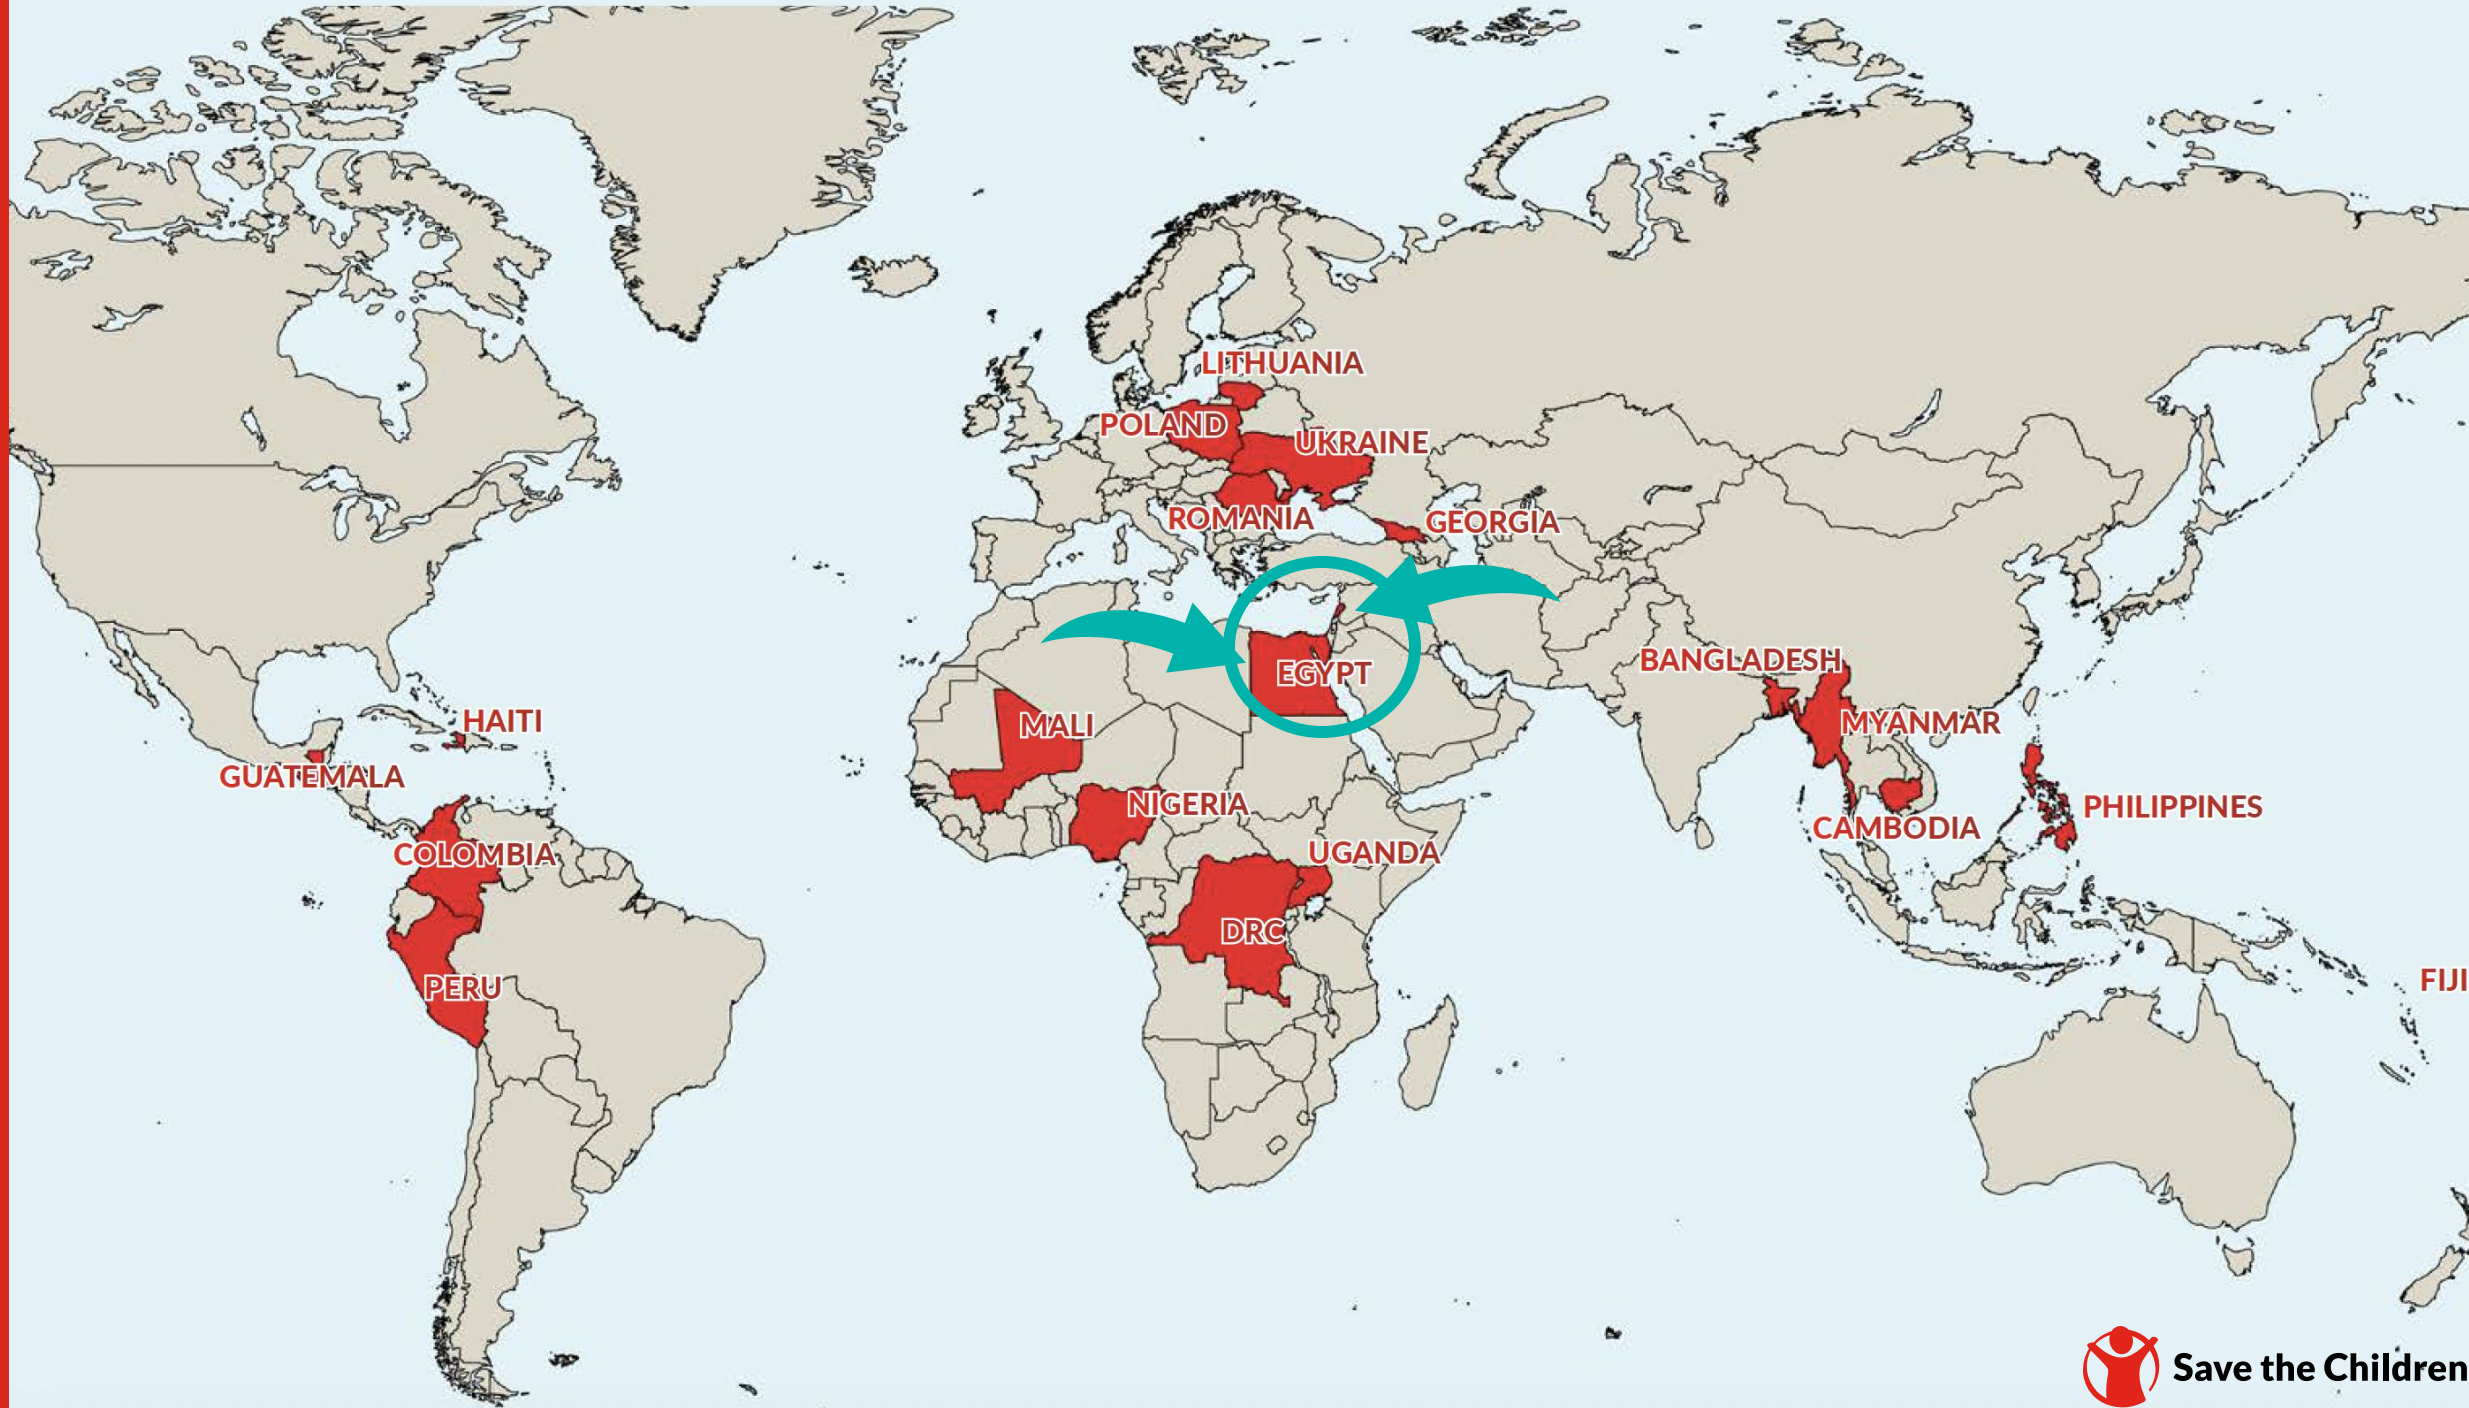 LITHUANIA
POLAND
UKRAINE
ROMANIA
GEORGIA
EGYPT
BANGLADESH
HAITI
MALI
MYANMAR
GUATEMALA
NIGERIA
PHILIPPINES
CAMBODIA
COLOMBIA
UGANDA
DRC
PERU
FIJI
Save the Children